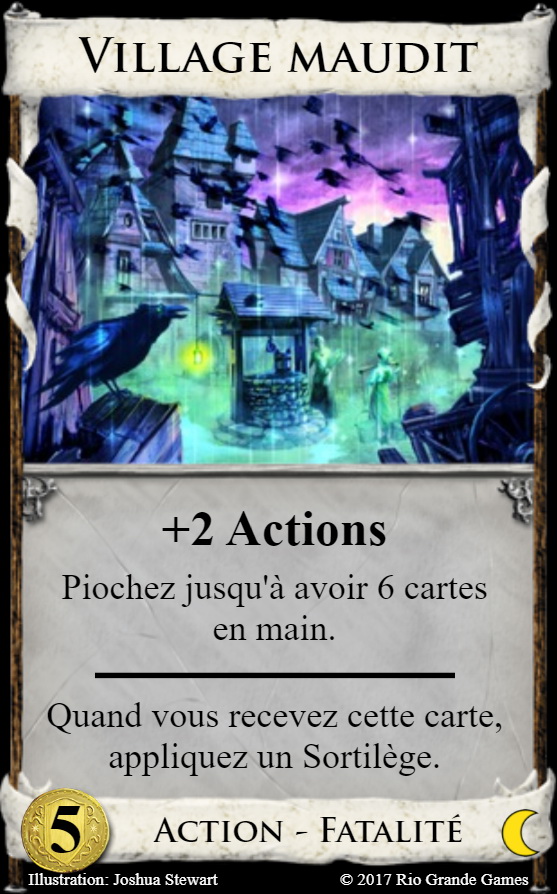 Village maudit
+2 Actions
Piochez jusqu'à avoir 6 cartes
en main.
Quand vous recevez cette carte,
appliquez un Sortilège.
5
Action - Fatalité
Illustration: Joshua Stewart
© 2017 Rio Grande Games